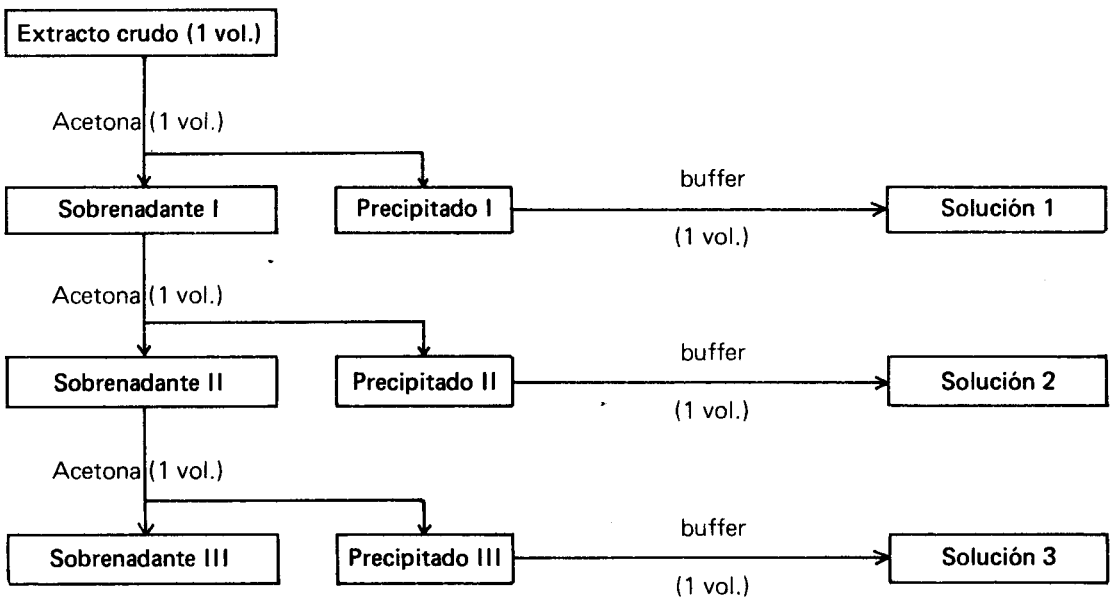 Extracto crudo (1 vol.)
Acetona (1 vol.)
Sobrenadante I
Precipitado I
buffer
(1 vol.)
Solución 1
Acetona (1 vol.)
Sobrenadante II
Precipitado II
buffer
(1 vol.)
Solución 2
Acetona (1 vol.)
Sobrenadante III
Precipitado III
buffer
(1 vol.)
Solución 3